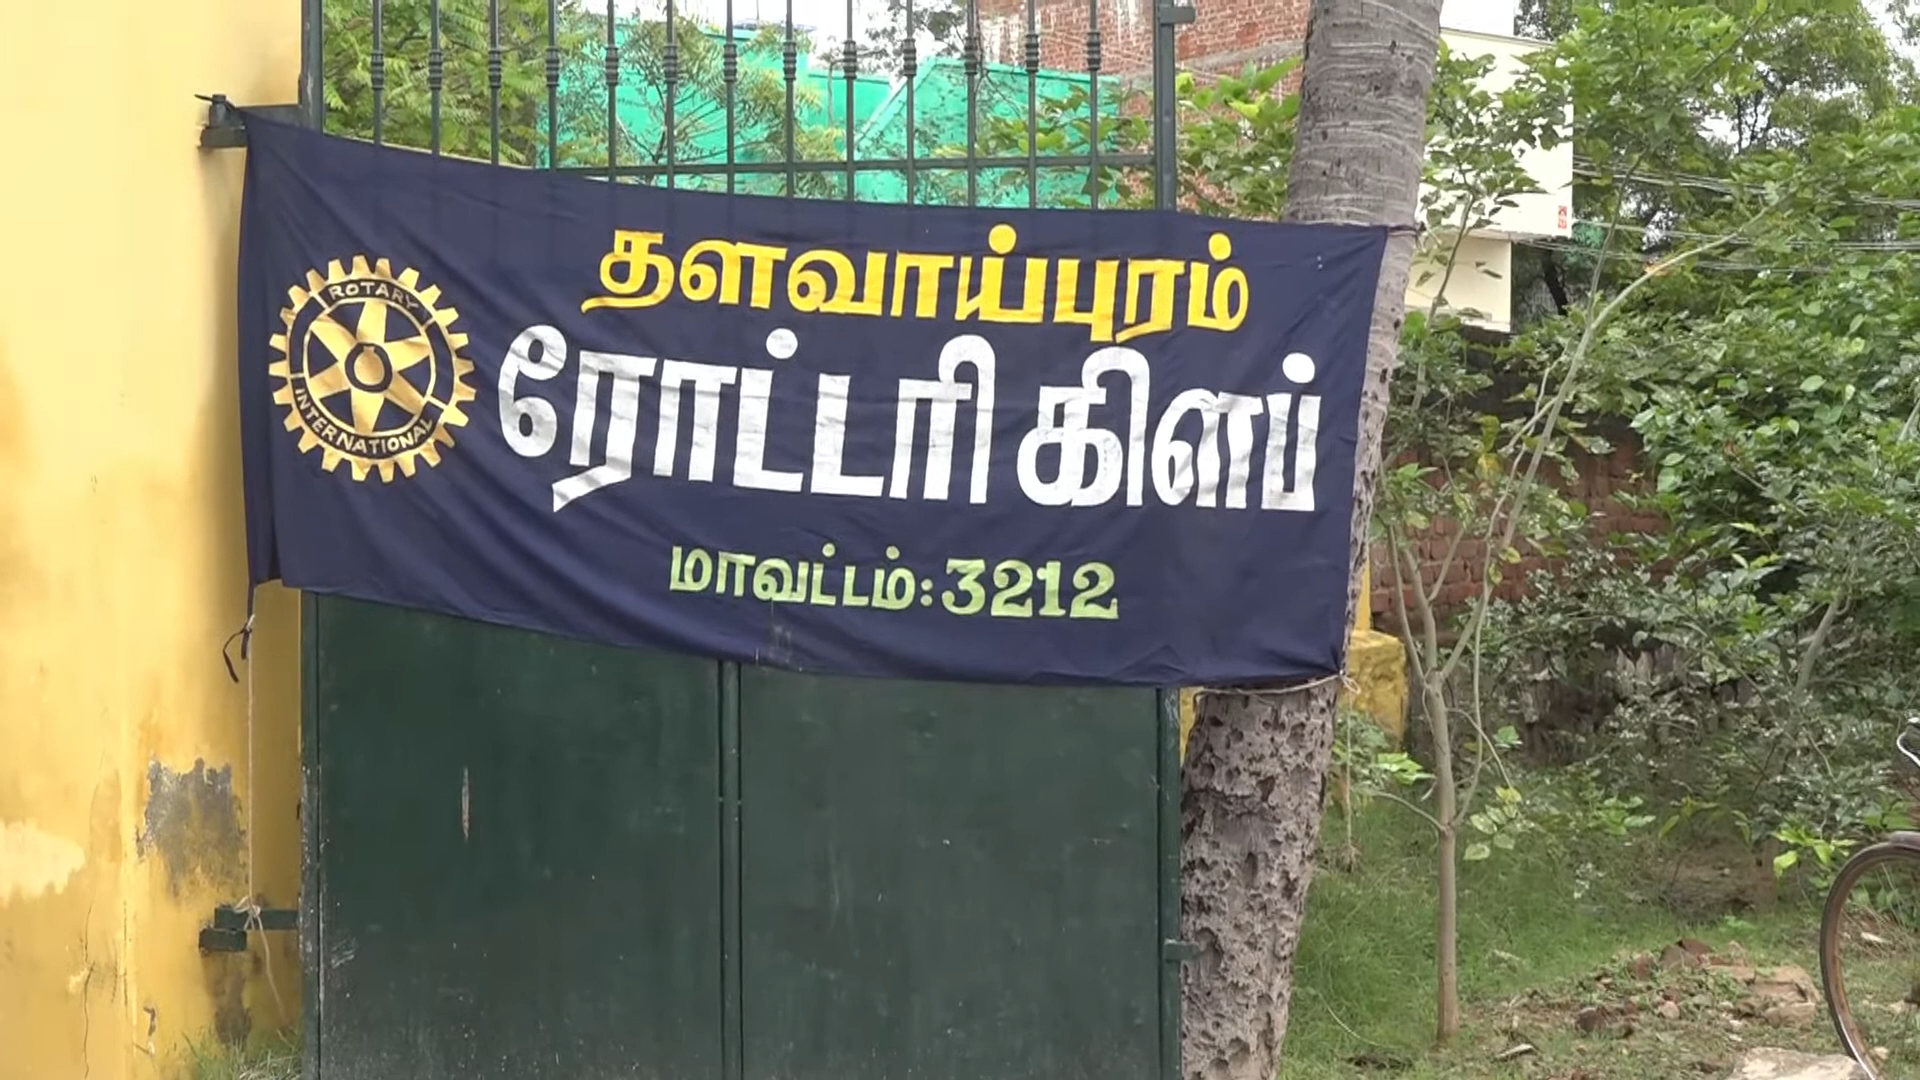 தளவாய்புரம்
ROTARY
INTERNATIONAL
ரோட்டரி கிளப்
மாவட்டம்: 3212